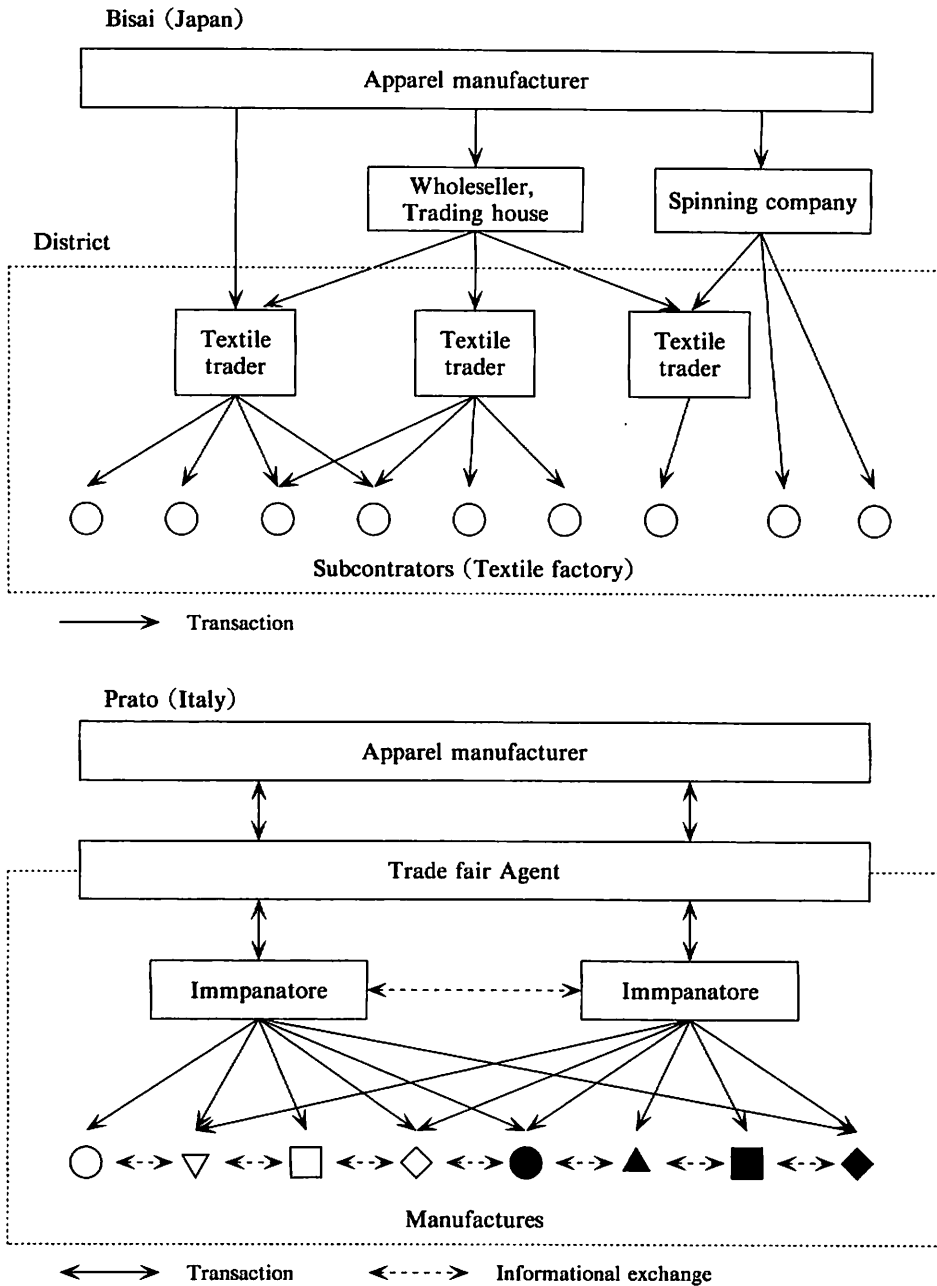 Bisai (Japan)
Apparel manufacturer
Wholeseller,
Trading house
Spinning company
District
Textile
trader
Textile
trader
Textile
trader
Subcontrators (Textile factory)
Transaction
Prato (Italy)
Apparel manufacturer
Trade fair Agent
Immpanatore
Immpanatore
Manufactures
Transaction
Informational exchange